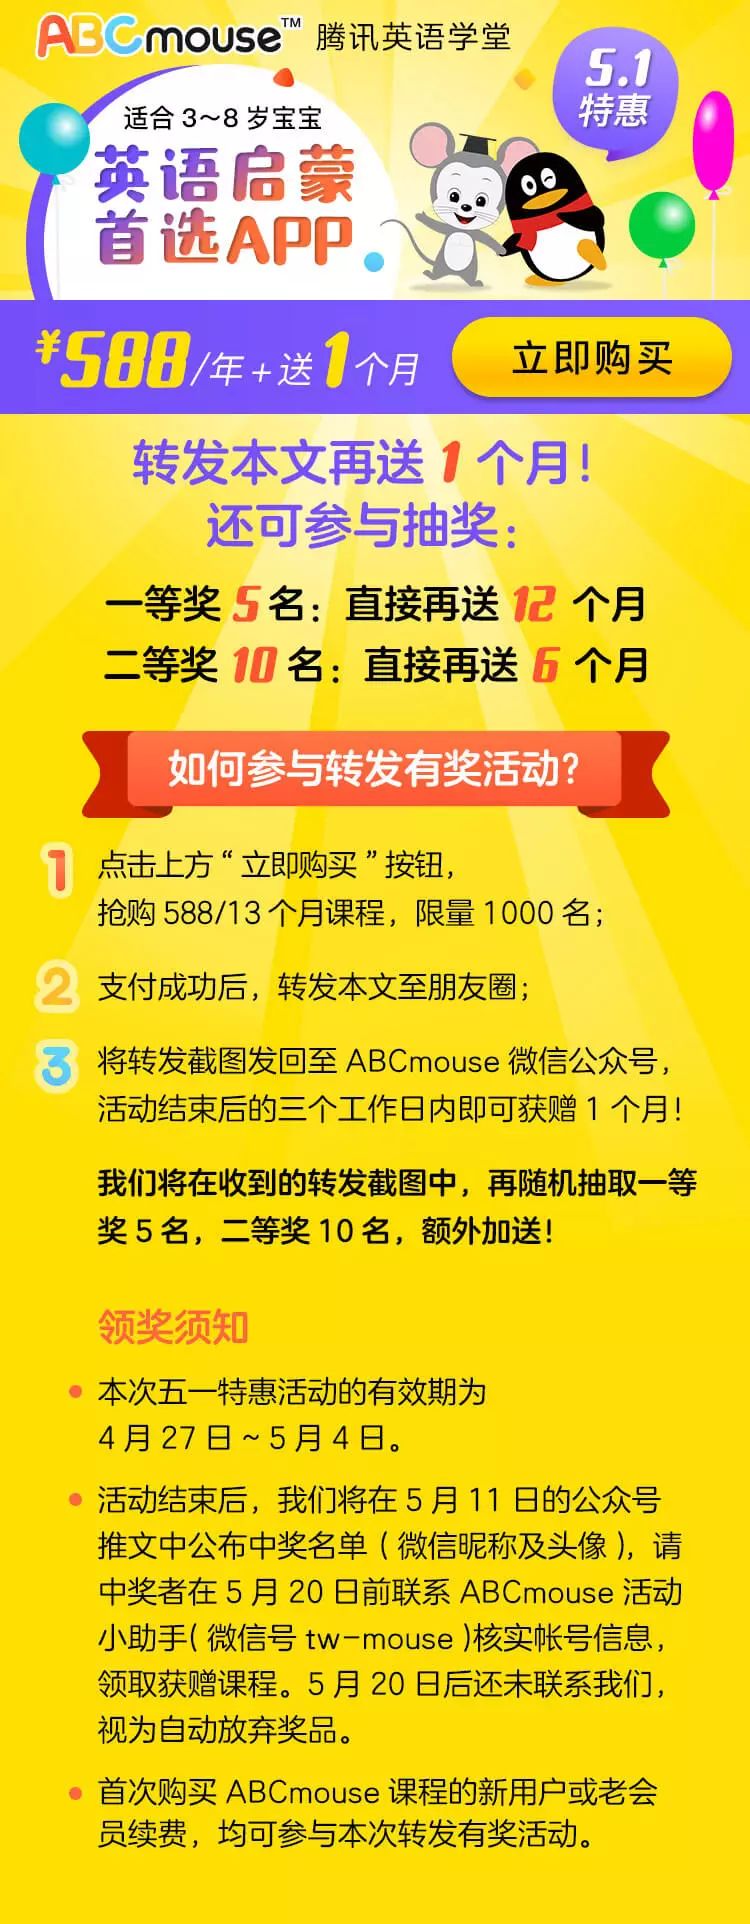 ABCmouse™ 腾讯英语学堂
5.1
特惠
适合 3～8 岁宝宝
英语启蒙
首选APP
¥588/年+送1个月
立即购买
转发本文再送 1 个月！
还可参与抽奖：
一等奖 5 名：直接再送 12 个月
二等奖 10 名：直接再送 6 个月
如何参与转发有奖活动？
1
点击上方“立即购买”按钮，
抢购 588/13 个月课程，限量 1000 名；
2
支付成功后，转发本文至朋友圈；
3
将转发截图发回至 ABCmouse 微信公众号，
活动结束后的三个工作日内即可获赠 1 个月！
我们将在收到的转发截图中，再随机抽取一等
奖 5 名，二等奖 10 名，额外加送！
领奖须知
• 本次五一特惠活动的有效期为
4 月 27 日 ~ 5 月 4 日。
• 活动结束后，我们将在 5 月 11 日的公众号
推文中公布中奖名单（微信昵称及头像），请
中奖者在 5 月 20 日前联系 ABCmouse 活动
小助手（微信号 tw-mouse）核实帐号信息，
领取获赠课程。5 月 20 日后还未联系我们，
视为自动放弃奖品。
• 首次购买 ABCmouse 课程的新用户或老会
员续费，均可参与本次转发有奖活动。